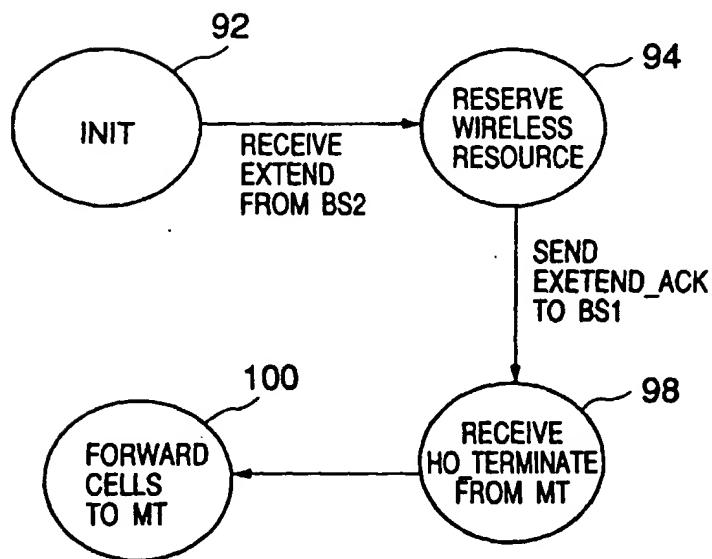 92
94
INIT
RECEIVE
EXTEND
FROM BS2
RESERVE
WIRELESS
RESOURCE
SEND
EXETEND_ACK
TO BS1
100
98
FORWARD
CELLS
TO MT
RECEIVE
HO_TERMINATE
FROM MT